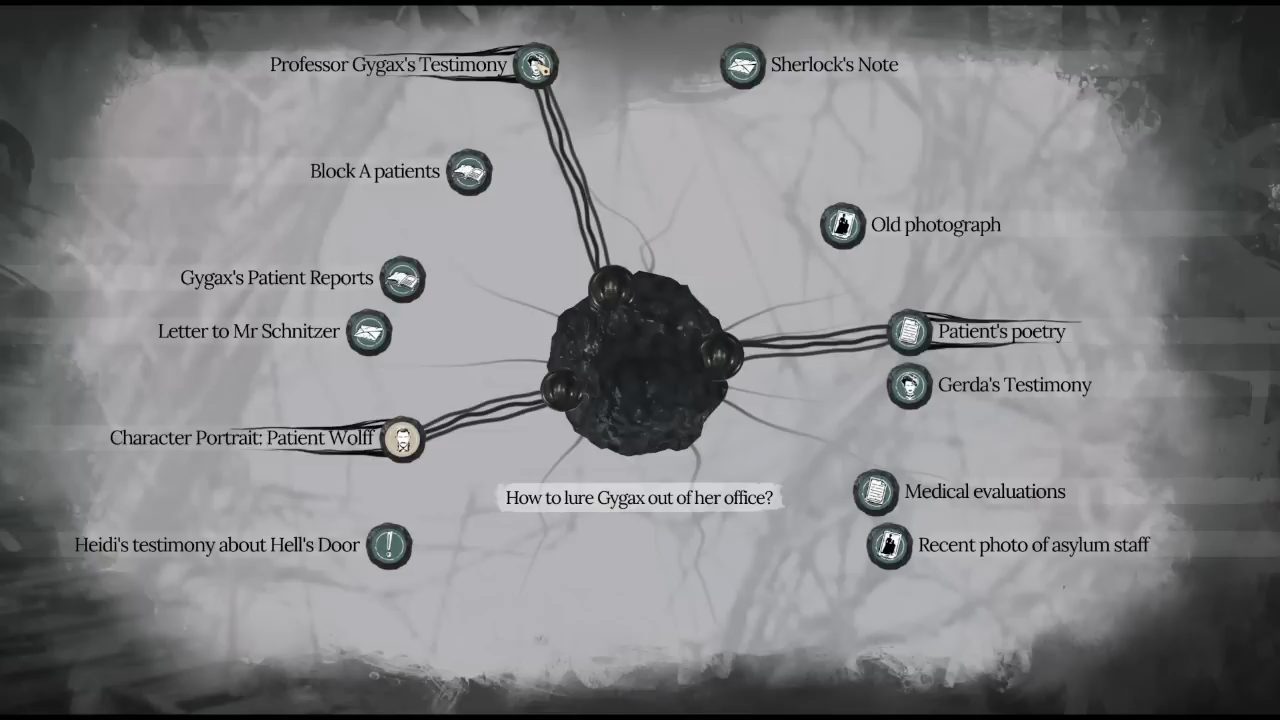 Professor Gygax's Testimony
Sherlock's Note
Block A patients
Old photograph
Gygax's Patient Reports
Letter to Mr Schnitzer
Patient's poetry
Gerda's Testimony
Character Portrait: Patient Wolff
How to lure Gygax out of her office?
Medical evaluations
Heidi's testimony about Hell's Door
Recent photo of asylum staff